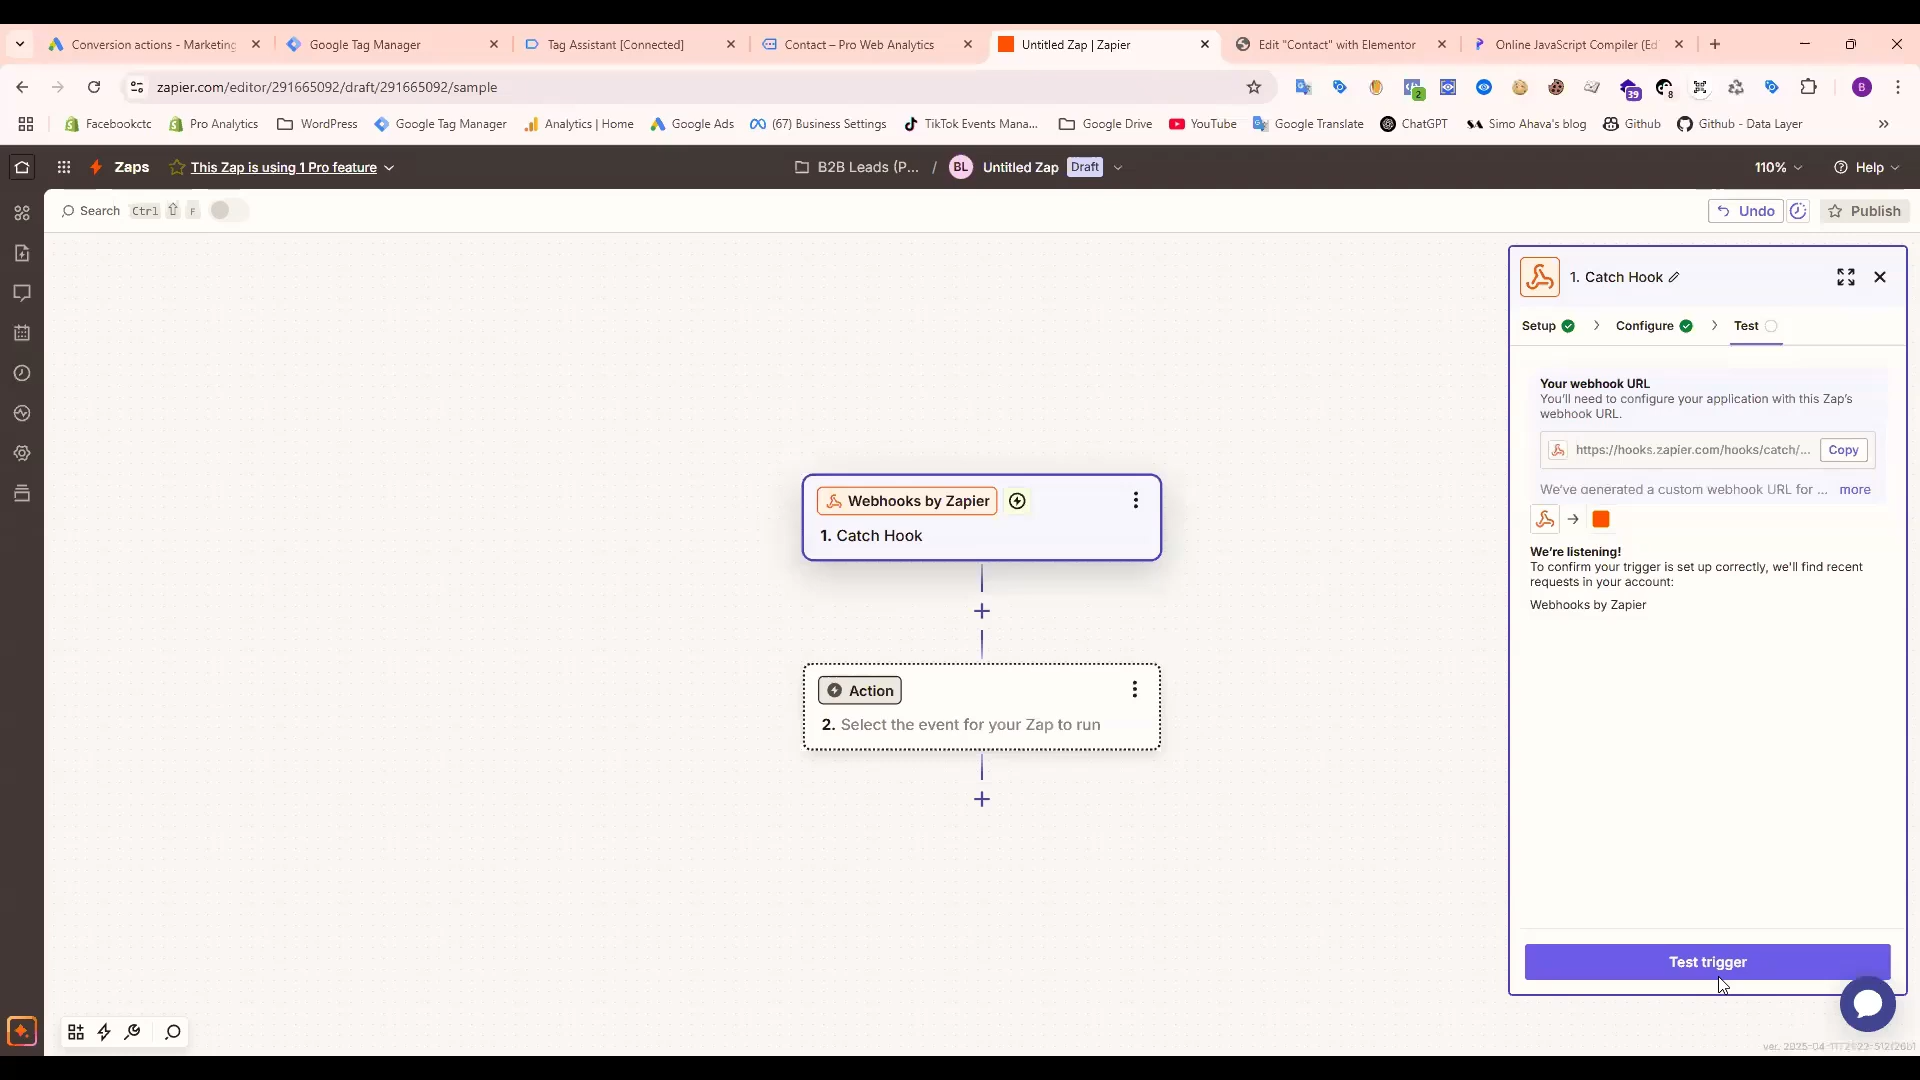 Conversion actions - Marketing
Google Tag Manager
Tag Assistant [Connected]
Contact – Pro Web Analytics
Untitled Zap | Zapier
Edit "Contact" with Elementor
Online JavaScript Compiler (Ed
zapier.com/editor/291665092/draft/291665092/sample
2
39
8
B
Facebookctc
Pro Analytics
WordPress
Google Tag Manager
Analytics | Home
Google Ads
(67) Business Settings
TikTok Events Mana...
Google Drive
YouTube
Google Translate
ChatGPT
Simo Ahava's blog
Github
Github - Data Layer
Zaps
This Zap is using 1 Pro feature
B2B Leads (P... /
BL
Untitled Zap
Draft
110%
Help
Search
Ctrl
F
Undo
Publish
1. Catch Hook
Setup
Configure
Test
Your webhook URL
You'll need to configure your application with this Zap's
webhook URL.
https://hooks.zapier.com/hooks/catch/...
Copy
We've generated a custom webhook URL for ...
more
We're listening!
To confirm your trigger is set up correctly, we'll find recent
requests in your account:
Webhooks by Zapier
Webhooks by Zapier
1. Catch Hook
Action
2. Select the event for your Zap to run
Test trigger